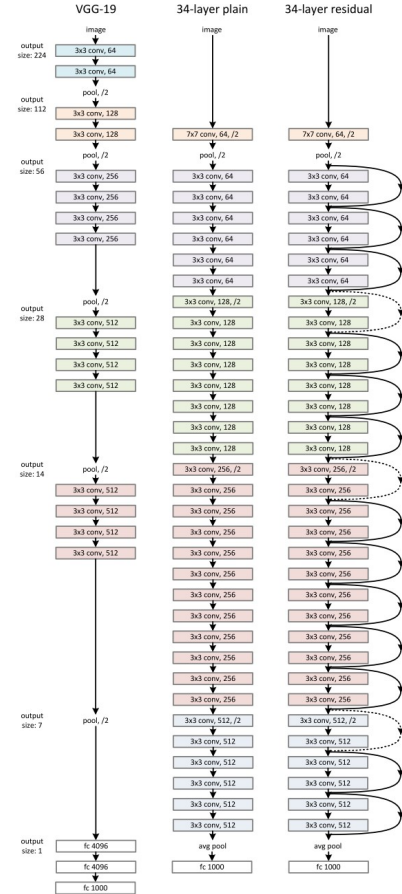 VGG-19
34-layer plain
34-layer residual
output
size: 224
output
size: 112
output
size: 56
output
size: 28
output
size: 14
output
size: 7
output
size: 1
image
3x3 conv, 64
3x3 conv, 64
pool, /2
3x3 conv, 128
3x3 conv, 128
pool, /2
3x3 conv, 256
3x3 conv, 256
3x3 conv, 256
3x3 conv, 256
pool, /2
3x3 conv, 512
3x3 conv, 512
3x3 conv, 512
3x3 conv, 512
pool, /2
3x3 conv, 512
3x3 conv, 512
3x3 conv, 512
3x3 conv, 512
pool, /2
fc 4096
fc 4096
fc 1000
image
7x7 conv, 64, /2
pool, /2
3x3 conv, 64
3x3 conv, 64
3x3 conv, 64
3x3 conv, 64
3x3 conv, 64
3x3 conv, 64
3x3 conv, 128, /2
3x3 conv, 128
3x3 conv, 128
3x3 conv, 128
3x3 conv, 128
3x3 conv, 128
3x3 conv, 128
3x3 conv, 128
3x3 conv, 256, /2
3x3 conv, 256
3x3 conv, 256
3x3 conv, 256
3x3 conv, 256
3x3 conv, 256
3x3 conv, 256
3x3 conv, 256
3x3 conv, 256
3x3 conv, 256
3x3 conv, 256
3x3 conv, 256
3x3 conv, 512, /2
3x3 conv, 512
3x3 conv, 512
3x3 conv, 512
3x3 conv, 512
3x3 conv, 512
avg pool
fc 1000
image
7x7 conv, 64, /2
pool, /2
3x3 conv, 64
3x3 conv, 64
3x3 conv, 64
3x3 conv, 64
3x3 conv, 64
3x3 conv, 64
3x3 conv, 128, /2
3x3 conv, 128
3x3 conv, 128
3x3 conv, 128
3x3 conv, 128
3x3 conv, 128
3x3 conv, 128
3x3 conv, 128
3x3 conv, 256, /2
3x3 conv, 256
3x3 conv, 256
3x3 conv, 256
3x3 conv, 256
3x3 conv, 256
3x3 conv, 256
3x3 conv, 256
3x3 conv, 256
3x3 conv, 256
3x3 conv, 256
3x3 conv, 256
3x3 conv, 512, /2
3x3 conv, 512
3x3 conv, 512
3x3 conv, 512
3x3 conv, 512
3x3 conv, 512
avg pool
fc 1000